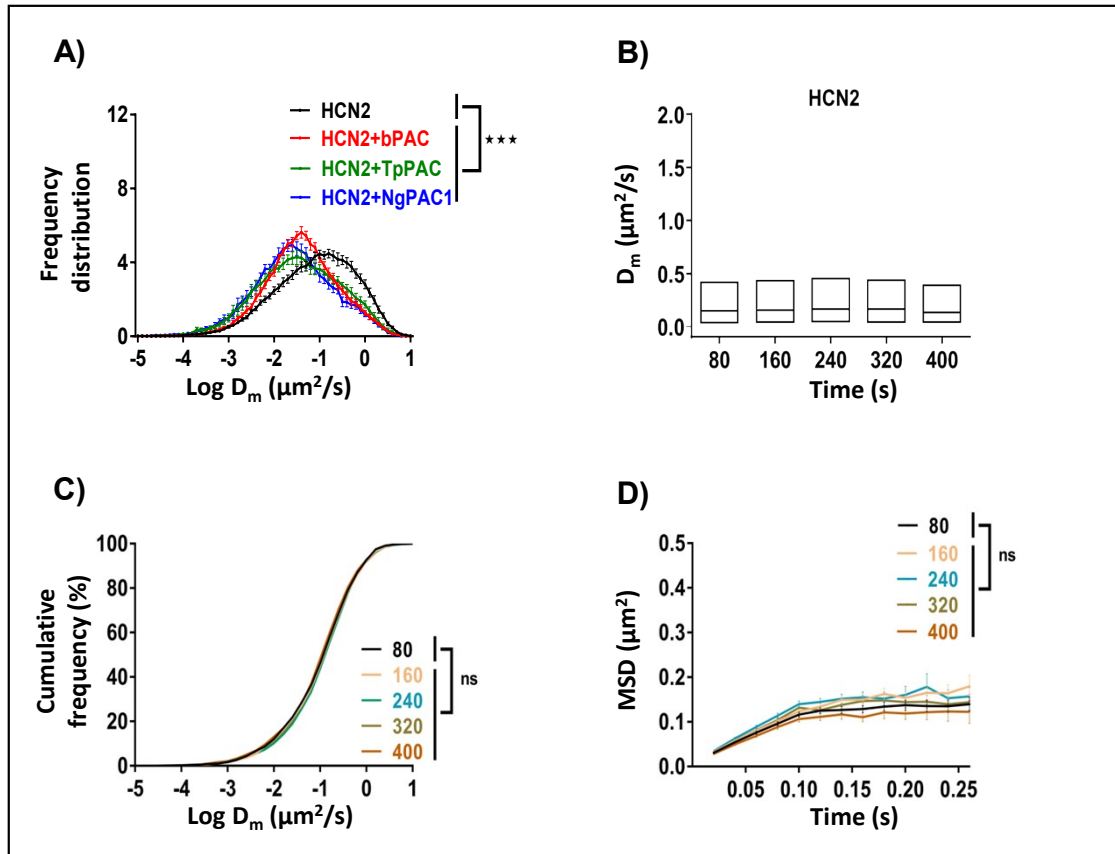 A)
HCN2
HCN2+bPAC
HCN2+TpPAC
HCN2+NgPAC1
★★★
Frequency
distribution
12
8
4
0
-5 -4 -3 -2 -1 0 1
Log Dm (µm²/s)
B)
HCN2
Dm (µm²/s)
2.0
1.5
1.0
0.5
0.0
80 160 240 320 400
Time (s)
C)
Cumulative
frequency (%)
100
80
60
40
20
0
80
160
240
320
400
ns
-5 -4 -3 -2 -1 0 1
Log Dm (µm²/s)
D)
80
160
240
320
400
ns
MSD (µm²)
0.5
0.4
0.3
0.2
0.1
0.0
0.05 0.10 0.15 0.20 0.25
Time (s)